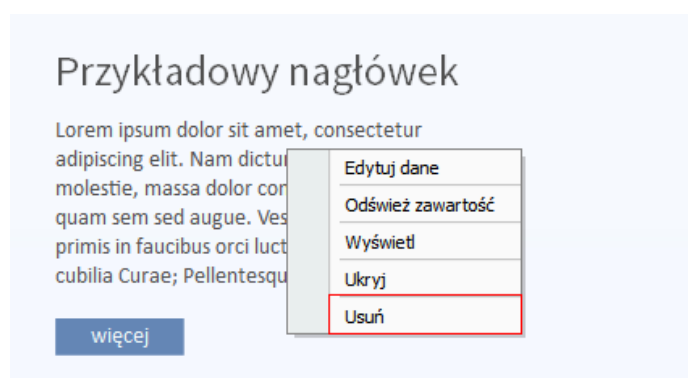 Przykładowy nagłówek
Lorem ipsum dolor sit amet, consectetur
adipiscing elit. Nam dictu
molestie, massa dolor con
quam sem sed augue. Ves
primis in faucibus orci luct
cubilia Curae; Pellentesqu
więcej
Edytuj dane
Odśwież zawartość
Wyświetl
Ukryj
Usuń